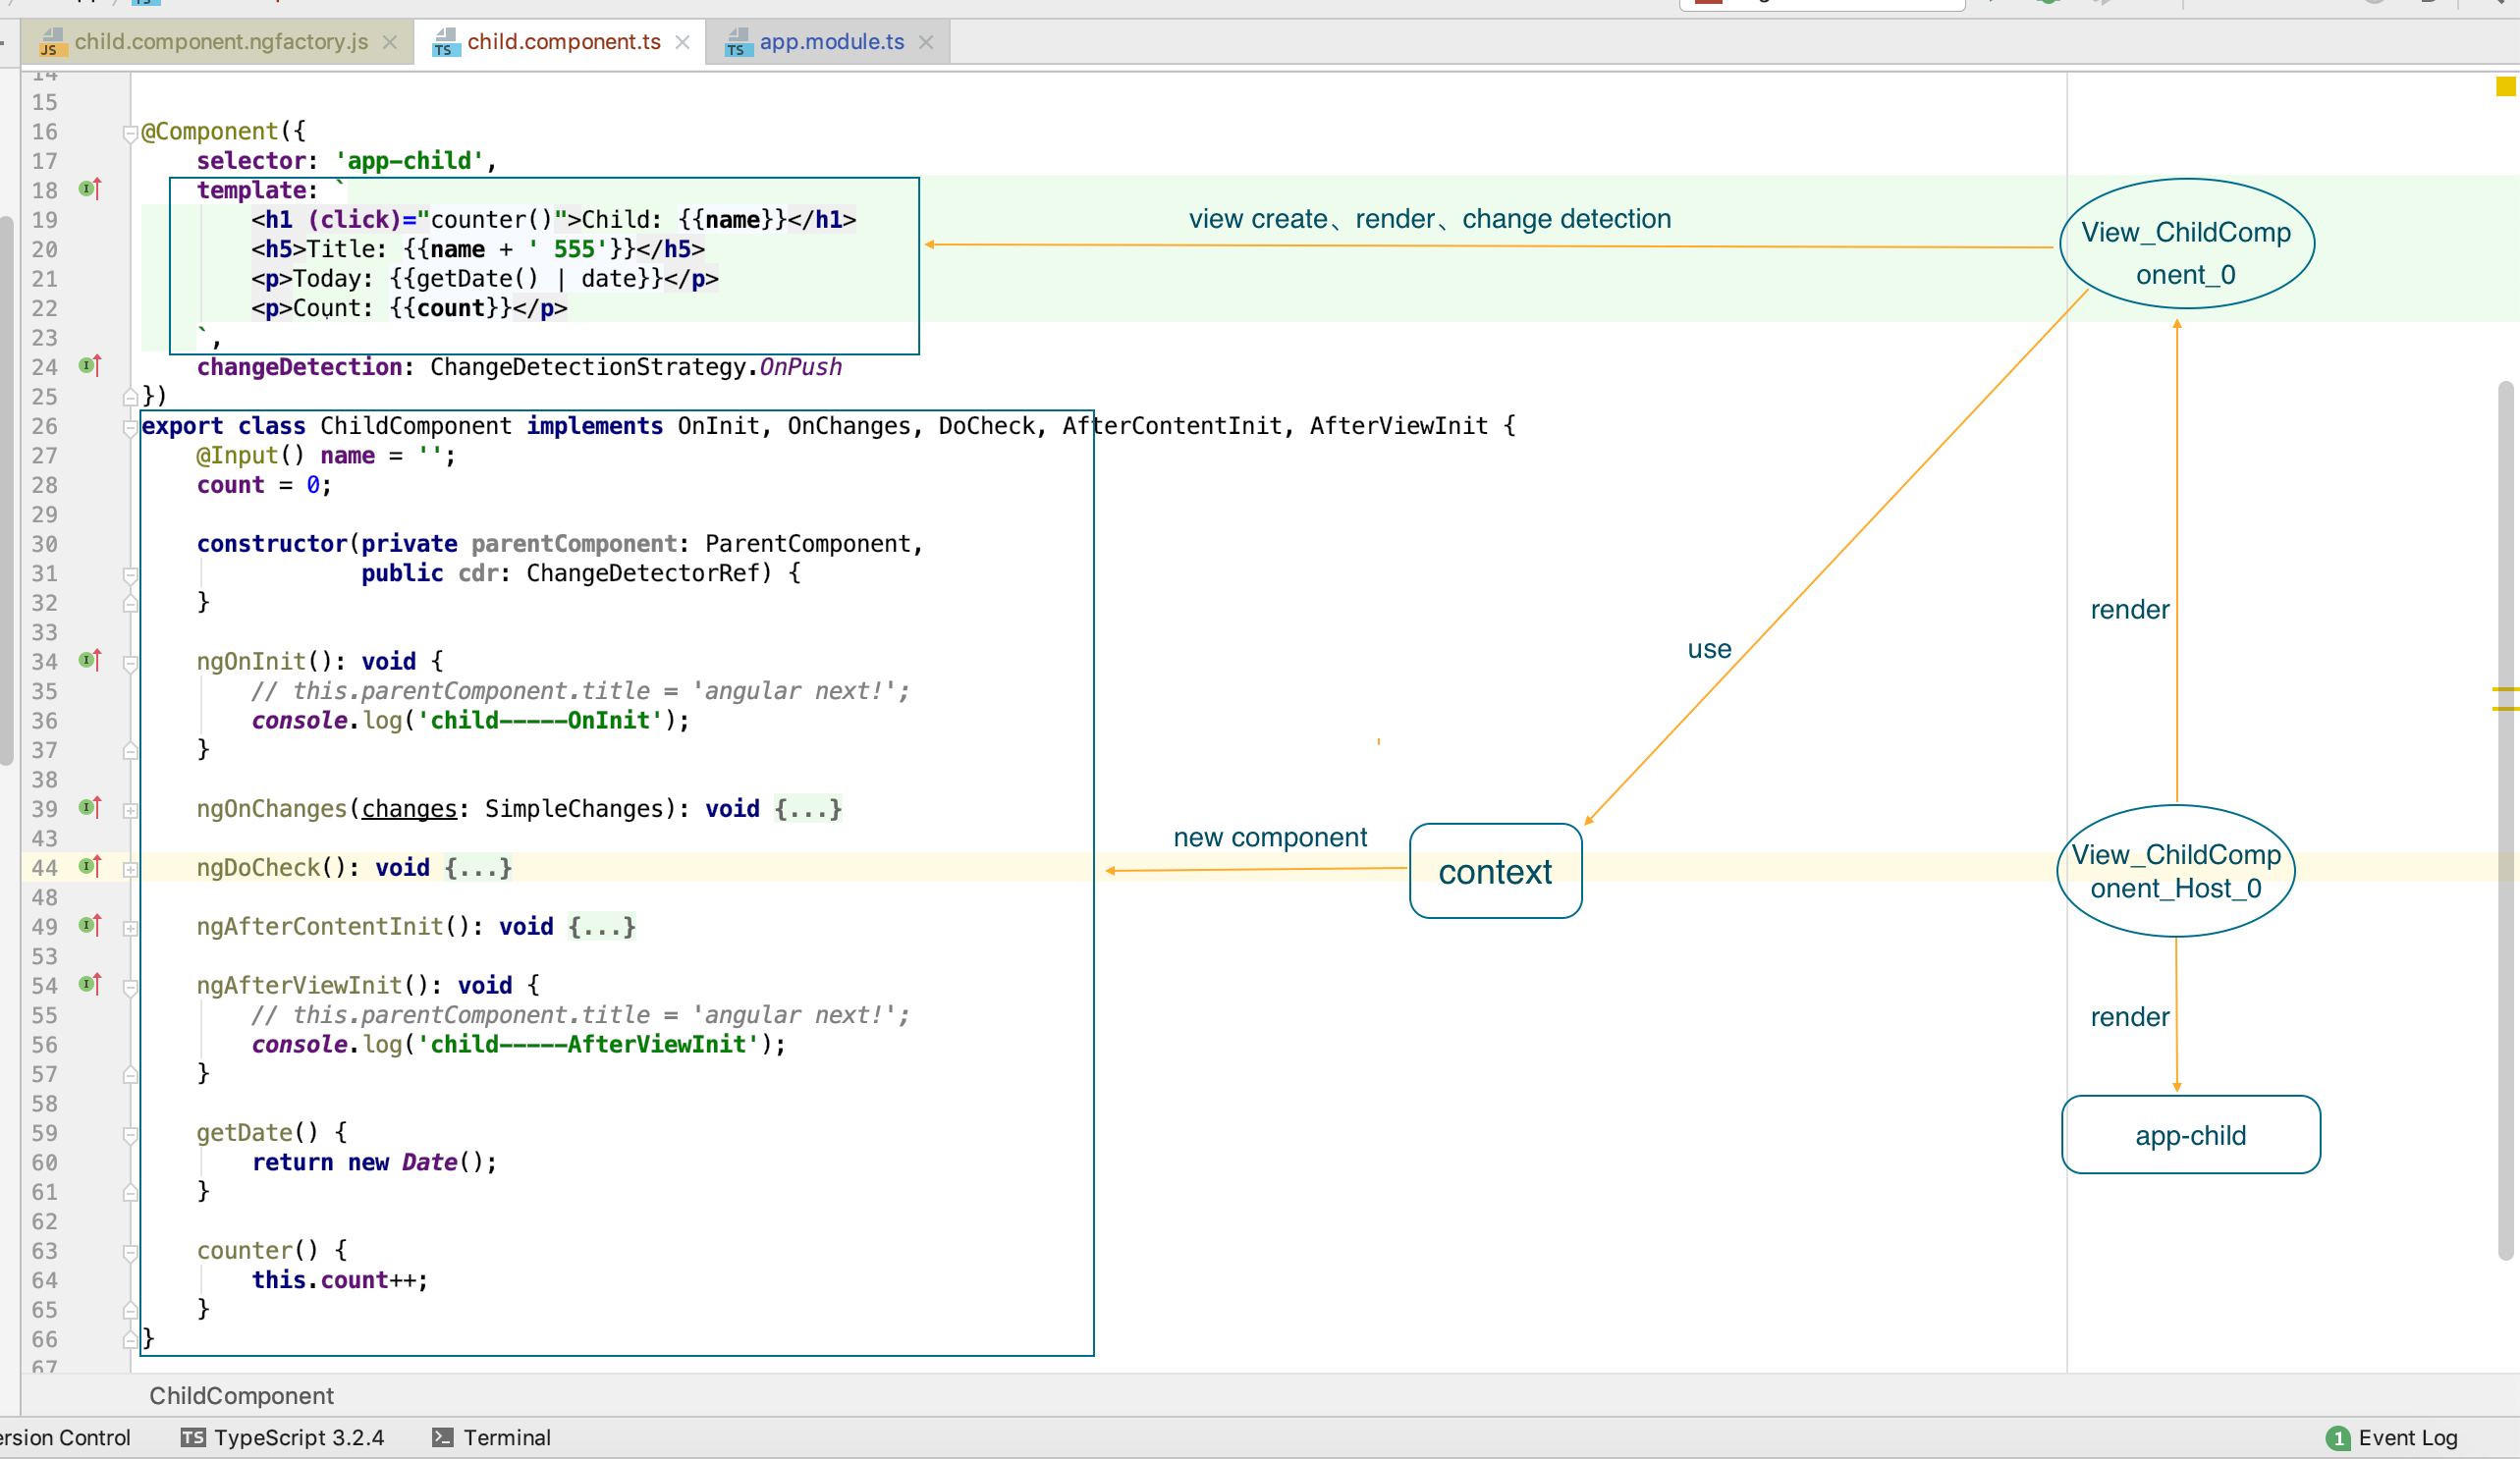 child.component.ngfactory.js
child.component.ts
app.module.ts
14
15
16 @Component({
17 selector: 'app-child',
18 template: `
19 <h1 (click)="counter()">Child: {{name}}</h1>
20 <h5>Title: {{name + ' 555'}}</h5>
21 <p>Today: {{getDate() | date}}</p>
22 <p>Count: {{count}}</p>
23 `,
24 changeDetection: ChangeDetectionStrategy.OnPush
25 })
26 export class ChildComponent implements OnInit, OnChanges, DoCheck, AfterContentInit, AfterViewInit {
27 @Input() name = '';
28 count = 0;
29
30 constructor(private parentComponent: ParentComponent,
31 public cdr: ChangeDetectorRef) {
32 }
33
34 ngOnInit(): void {
35 // this.parentComponent.title = 'angular next!';
36 console.log('child-----OnInit');
37 }
38
39 ngOnChanges(changes: SimpleChanges): void {...}
43
44 ngDoCheck(): void {...}
48
49 ngAfterContentInit(): void {...}
53
54 ngAfterViewInit(): void {
55 // this.parentComponent.title = 'angular next!';
56 console.log('child-----AfterViewInit');
57 }
58
59 getDate() {
60 return new Date();
61 }
62
63 counter() {
64 this.count++;
65 }
66 }
67
view create、render、change detection
View_ChildComp
onent_0
render
use
new component
context
View_ChildComp
onent_Host_0
render
app-child
ChildComponent
ersion Control
TS TypeScript 3.2.4
Terminal
1 Event Log